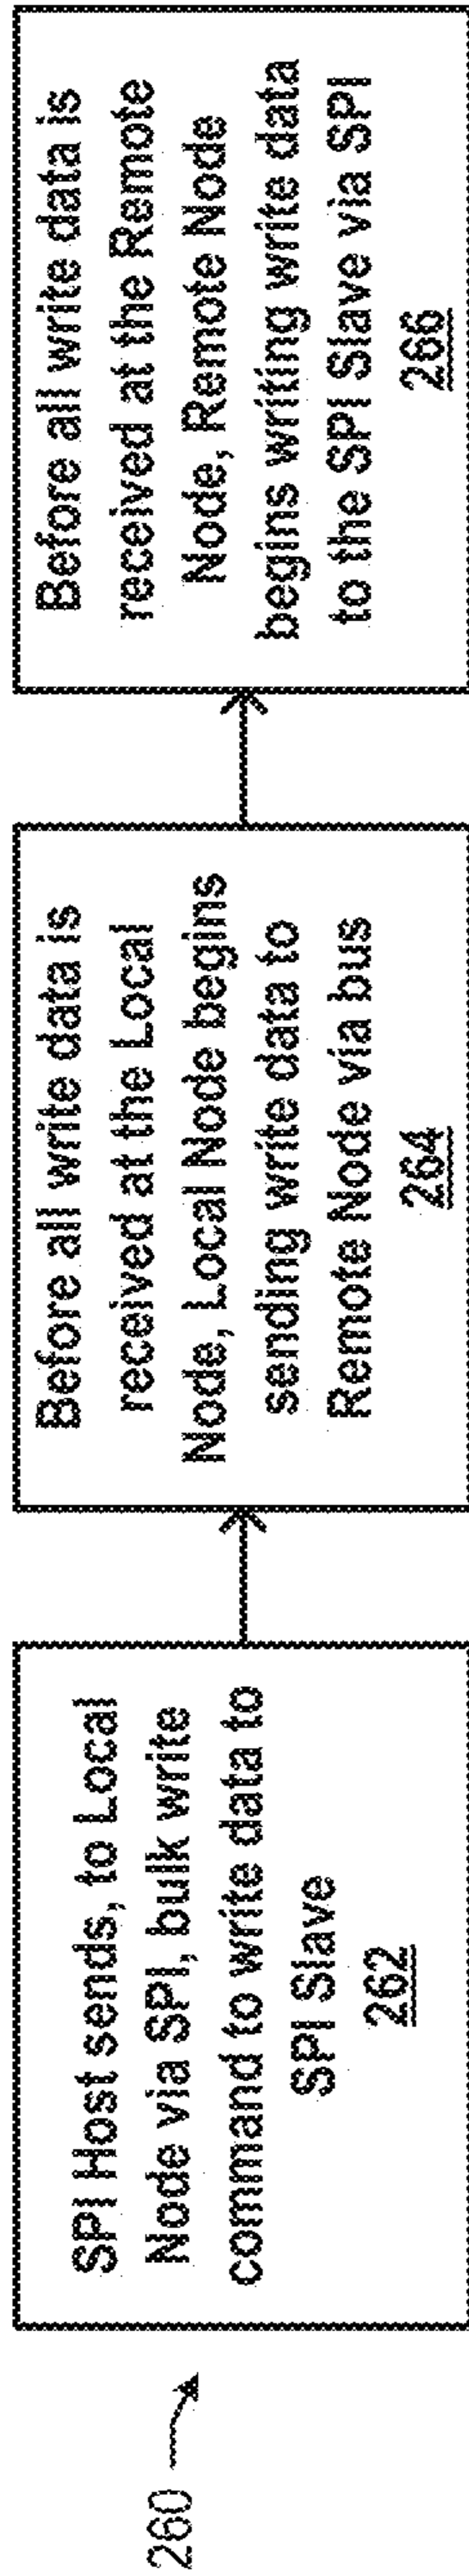 260
SPI Host sends, to Local
Node via SPI, bulk write
command to write data to
SPI Slave
262
Before all write data is
received at the Local
Node, Local Node begins
sending write data to
Remote Node via bus
264
Before all write data is
received at the Remote
Node, Remote Node
begins writing write data
to the SPI Slave via SPI
266